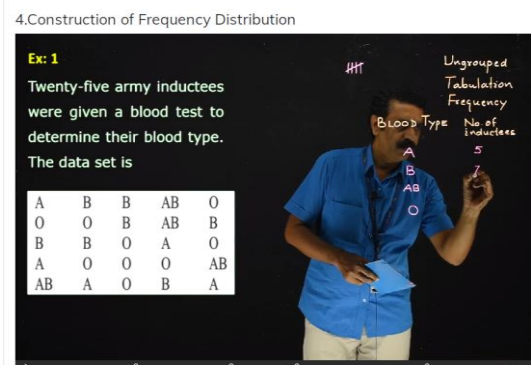 4.Construction of Frequency Distribution
Ex: 1
Twenty-five army inductees
were given a blood test to
determine their blood type.
The data set is
A B B AB O
O O B AB B
B B O A O
A O O O AB
AB A O B A
Ungrouped
Tabulation
Frequency
BLOOD TYPE No. of
inductees
A 5
B 7
AB
O